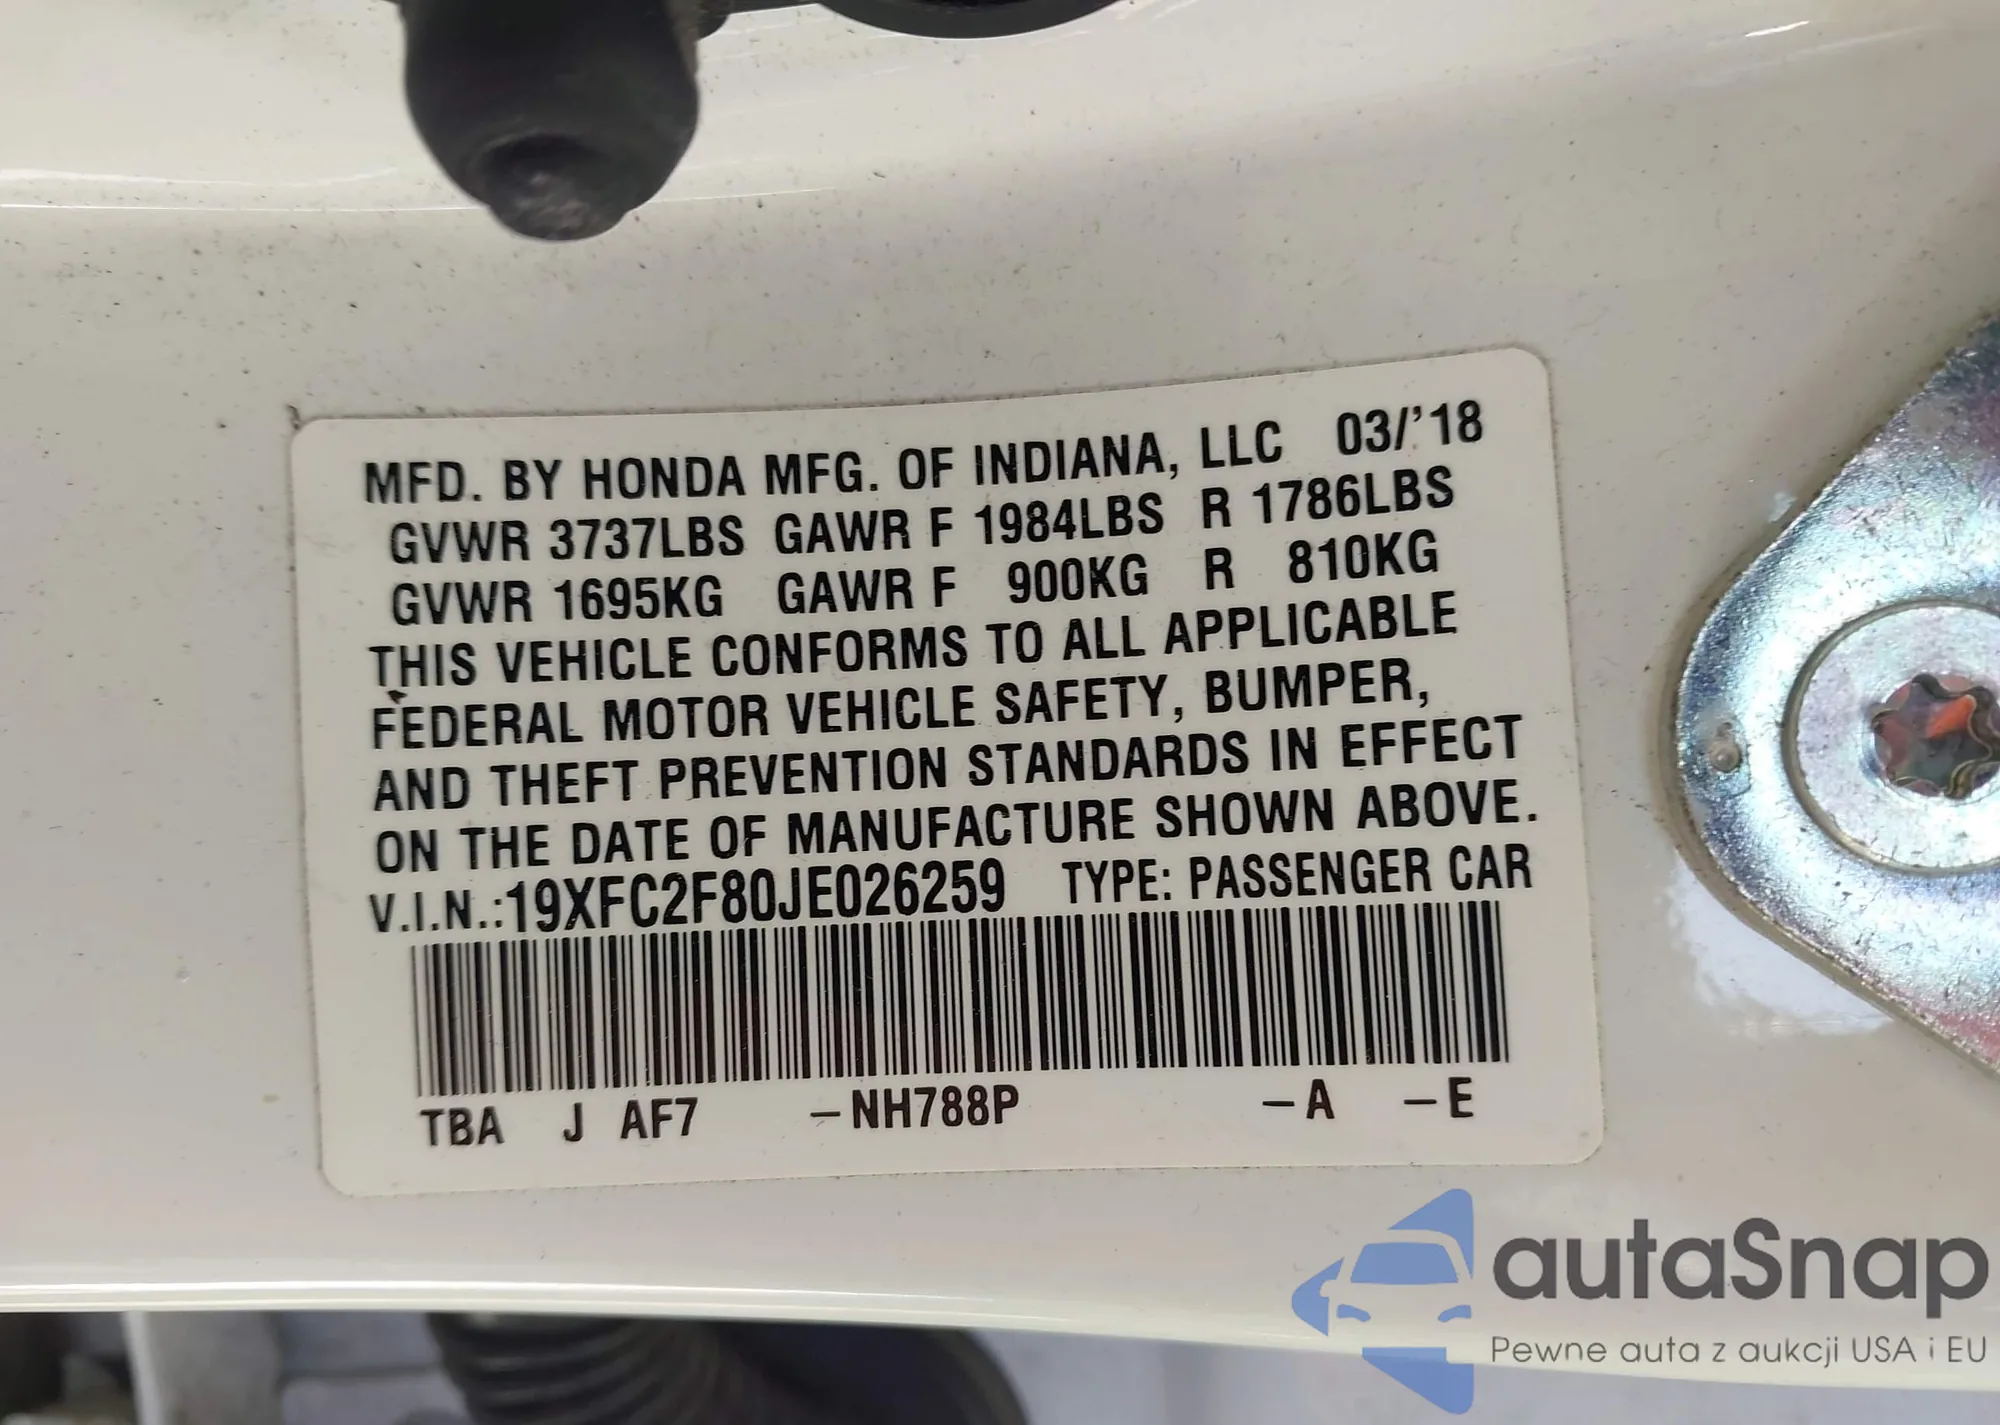 MFD. BY HONDA MFG. OF INDIANA, LLC 03/'18
GVWR 3737LBS GAWR F 1984LBS R 1786LBS
GVWR 1695KG GAWR F 900KG R 810KG
THIS VEHICLE CONFORMS TO ALL APPLICABLE
FEDERAL MOTOR VEHICLE SAFETY, BUMPER,
AND THEFT PREVENTION STANDARDS IN EFFECT
ON THE DATE OF MANUFACTURE SHOWN ABOVE.
V.I.N.:19XFC2F80JE026259 TYPE: PASSENGER CAR
TBA J AF7 –NH788P –A –E
autaSnap
Pewne auta z aukcji USA i EU